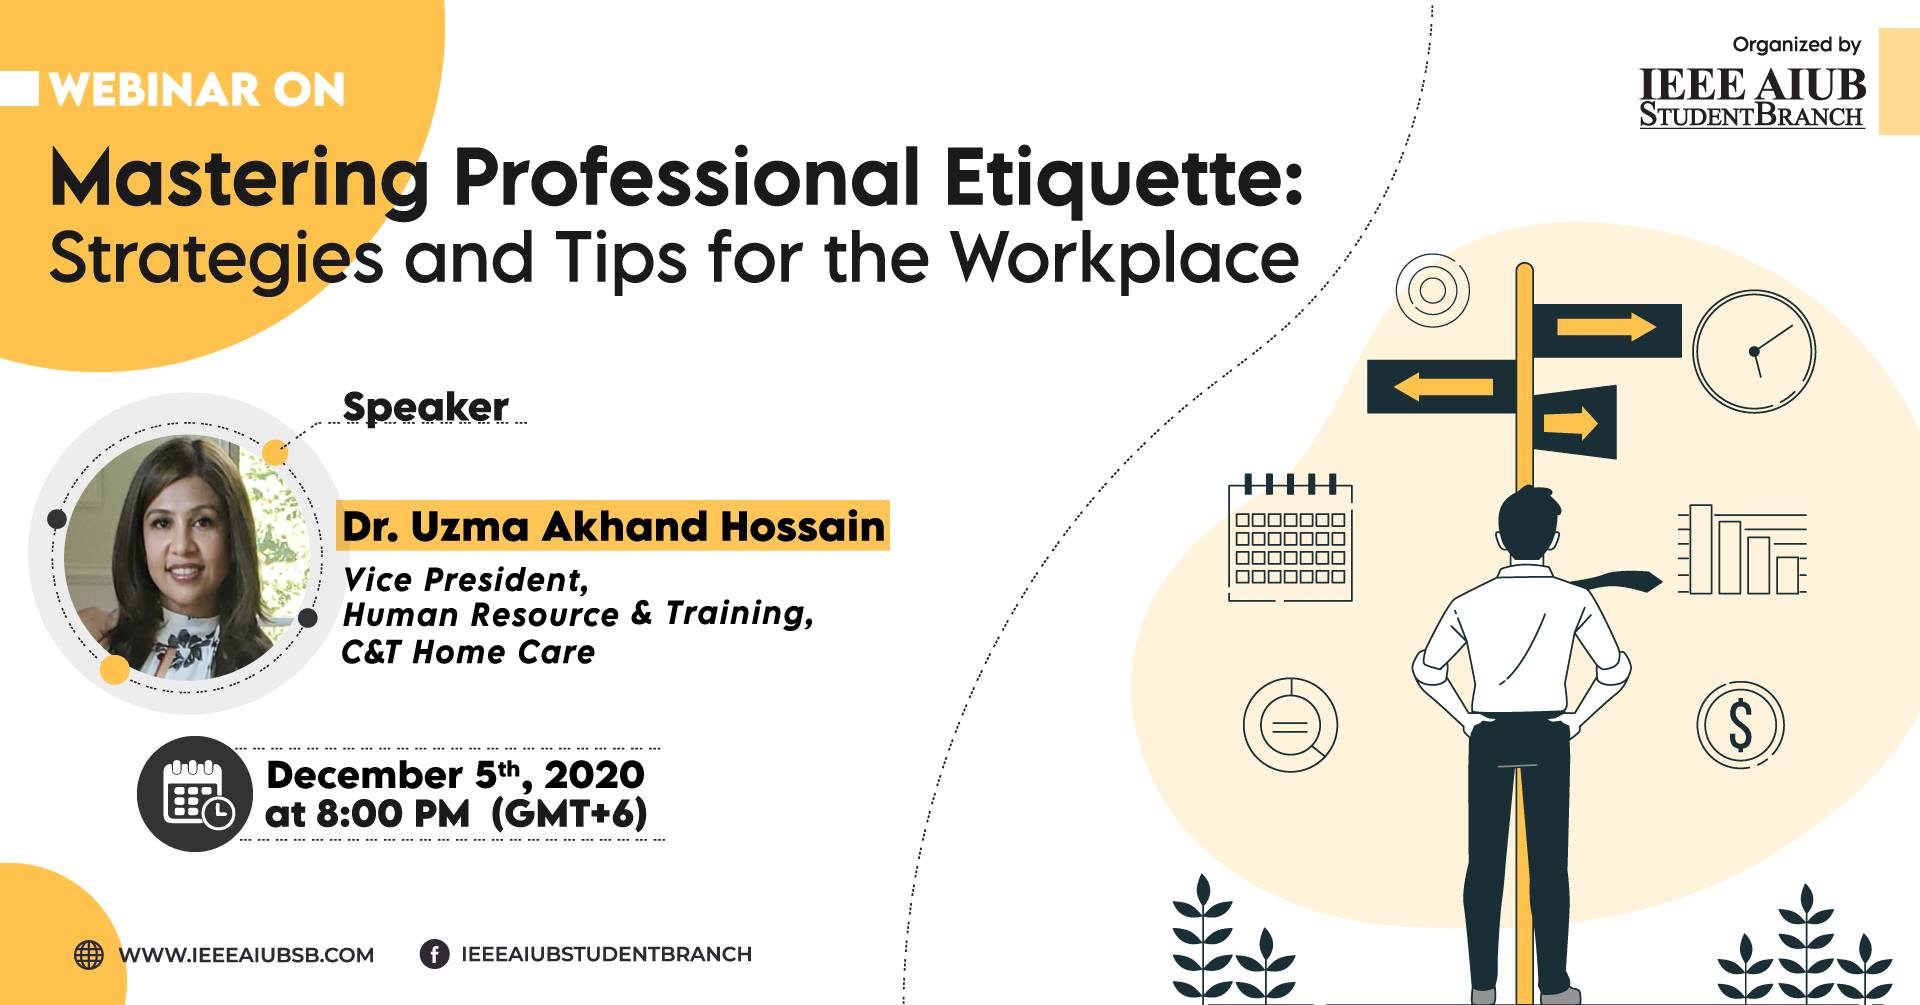 WEBINAR ON
Mastering Professional Etiquette:
Strategies and Tips for the Workplace
Organized by
IEEE AIUB
STUDENTBRANCH
Speaker
Dr. Uzma Akhand Hossain
Vice President,
Human Resource & Training,
C&T Home Care
December 5th, 2020
at 8:00 PM (GMT+6)
WWW.IEEEAIUBSB.COM
IEEEAIUBSTUDENTBRANCH
$